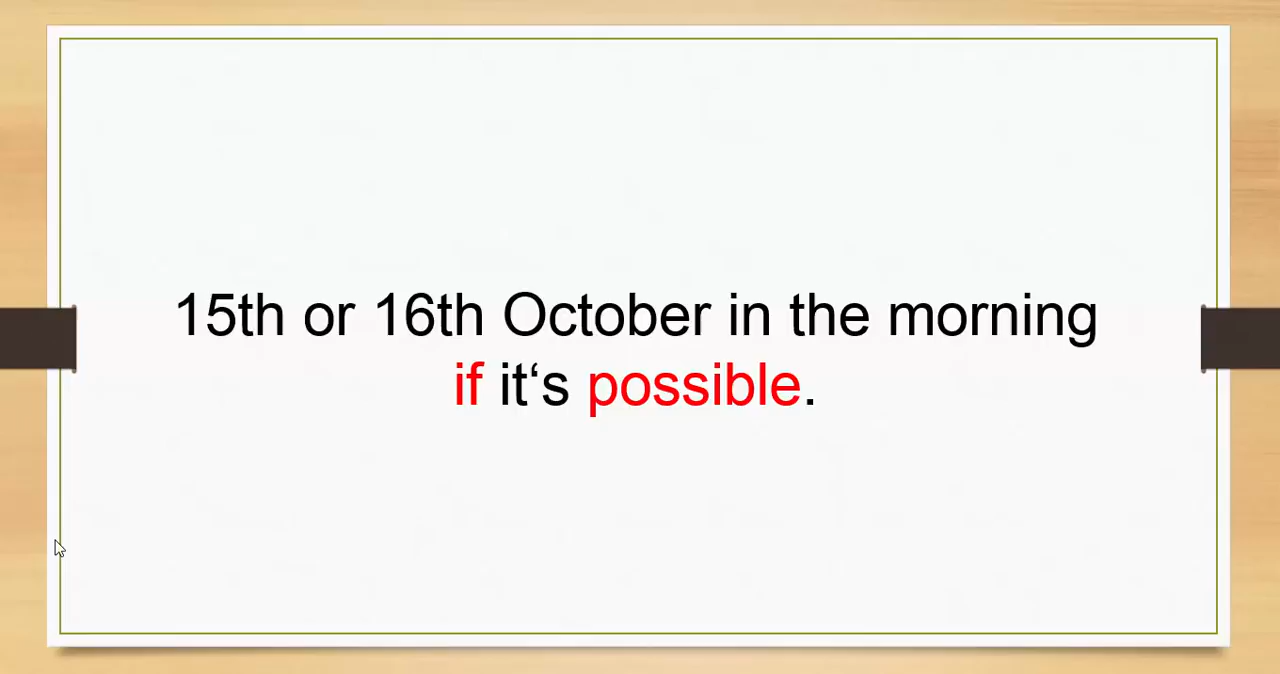 15th or 16th October in the morning
if it‘s possible.